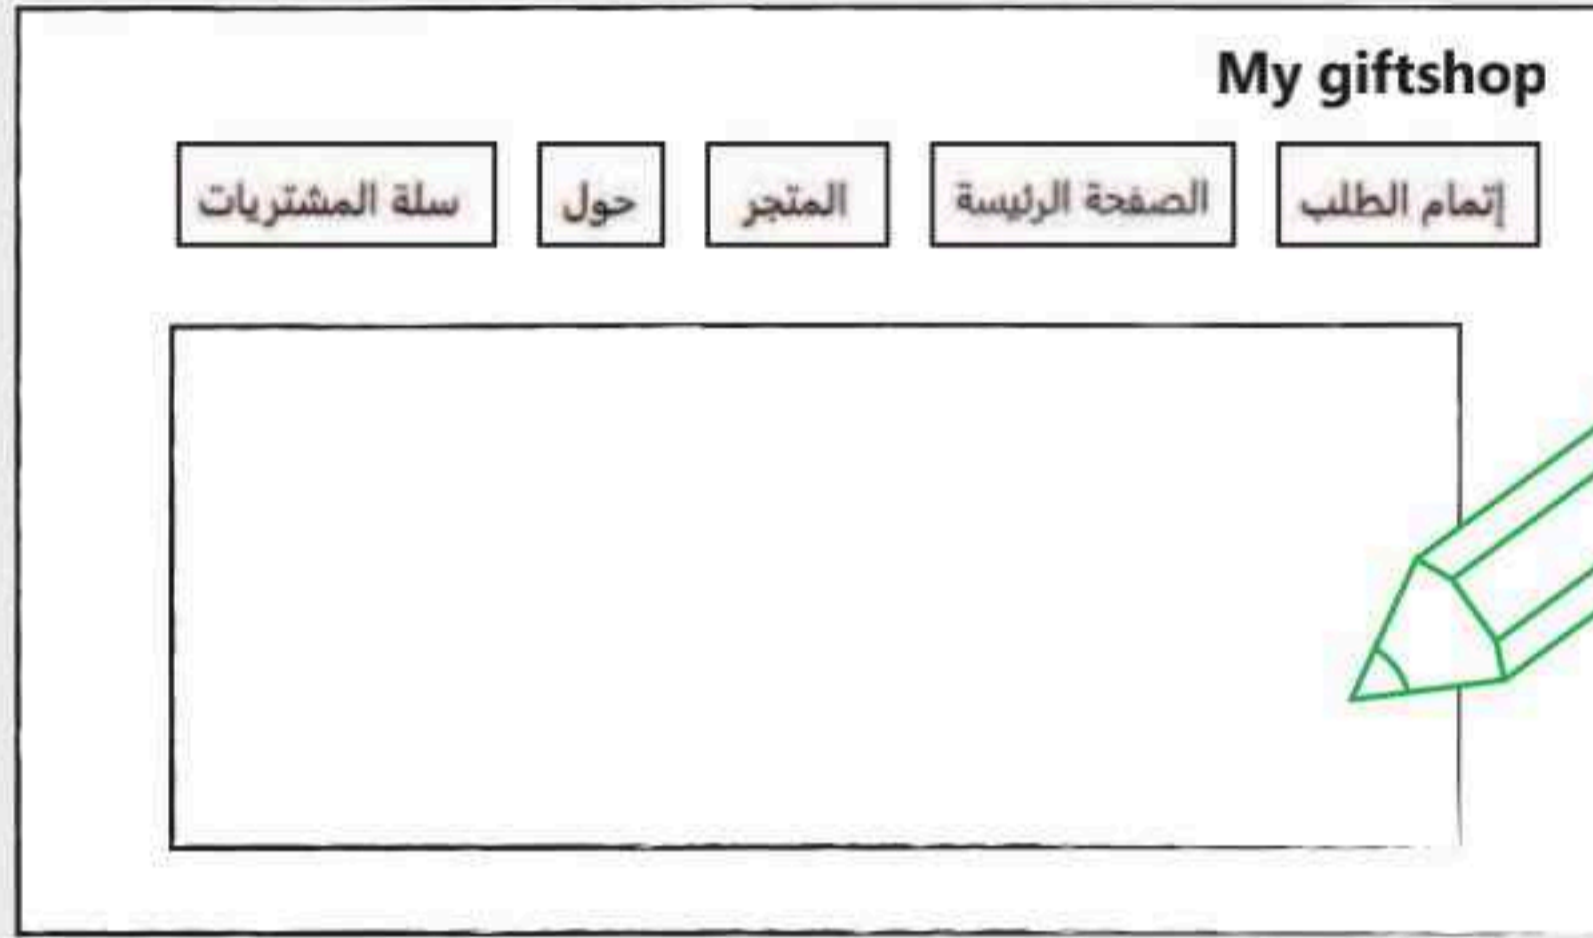 My giftshop
إتمام الطلب
الصفحة الرئيسة
المتجر
حول
سلة المشتريات